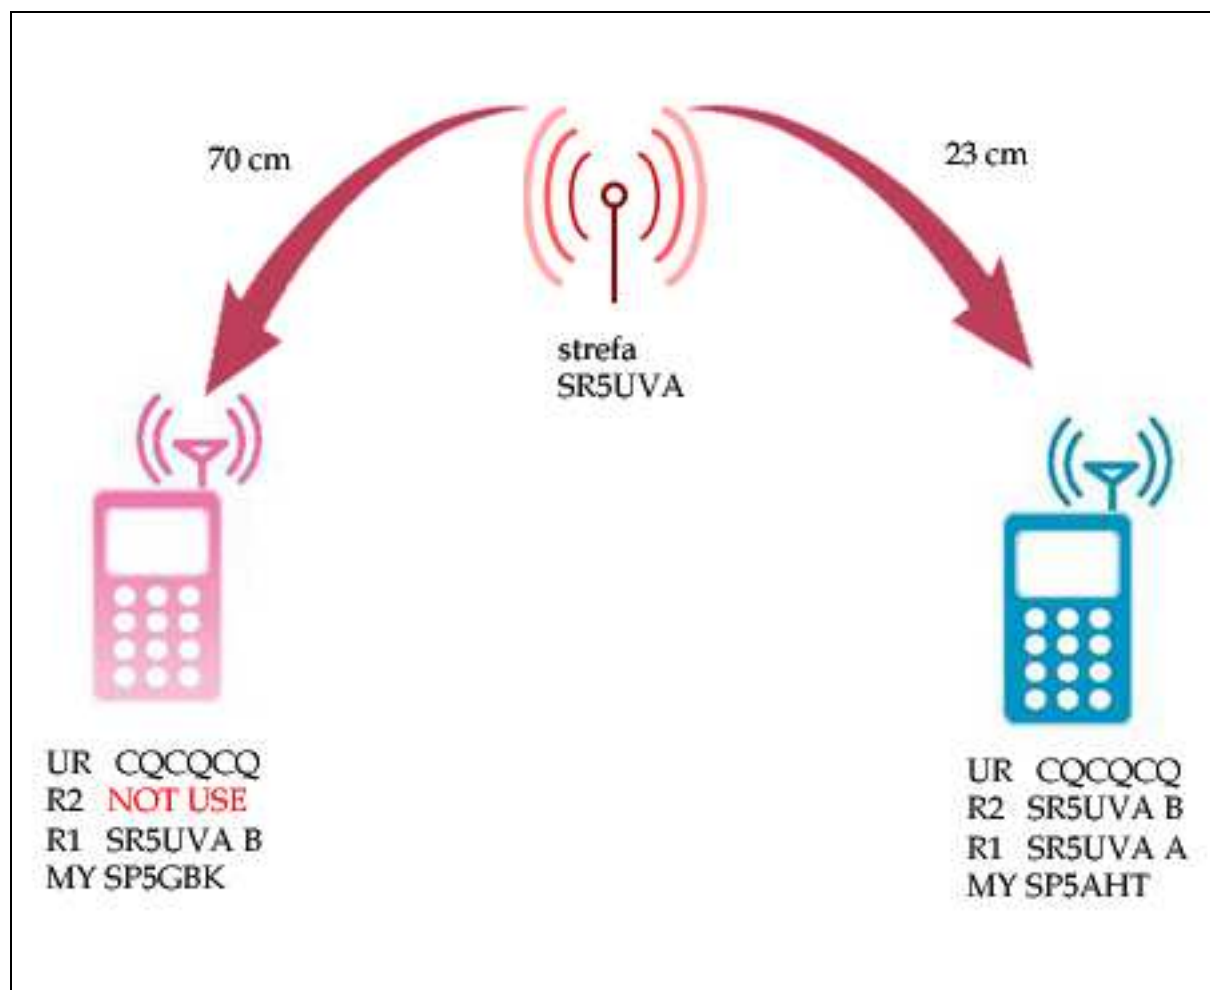 70 cm
23 cm
strefa
SR5UVA
UR CQCQCQ
R2 NOT USE
R1 SR5UVA B
MY SP5GBK
UR CQCQCQ
R2 SR5UVA B
R1 SR5UVA A
MY SP5AHT